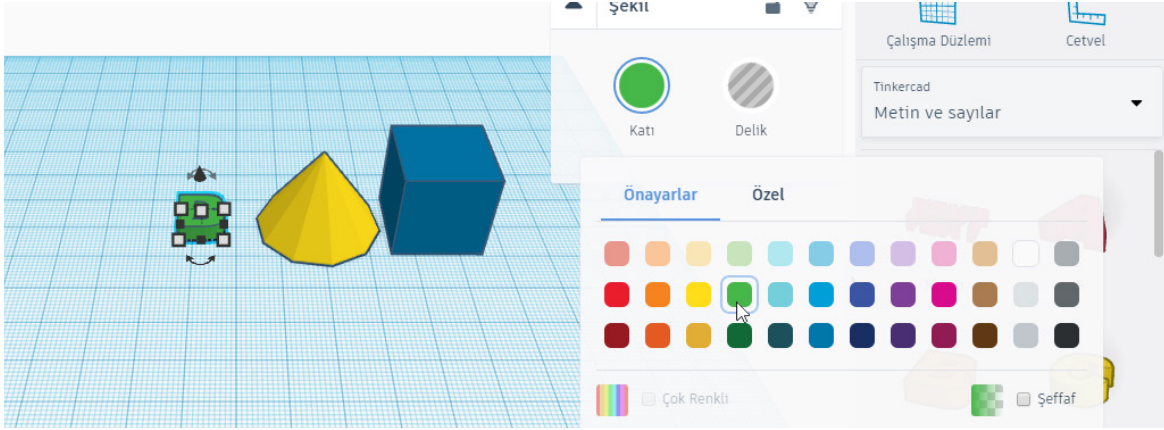 Şekil
Çalışma Düzlemi
Cetvel
Katı
Delik
Tinkercad
Metin ve sayılar
Önayarlar
Özel
Çok Renkli
Şeffaf